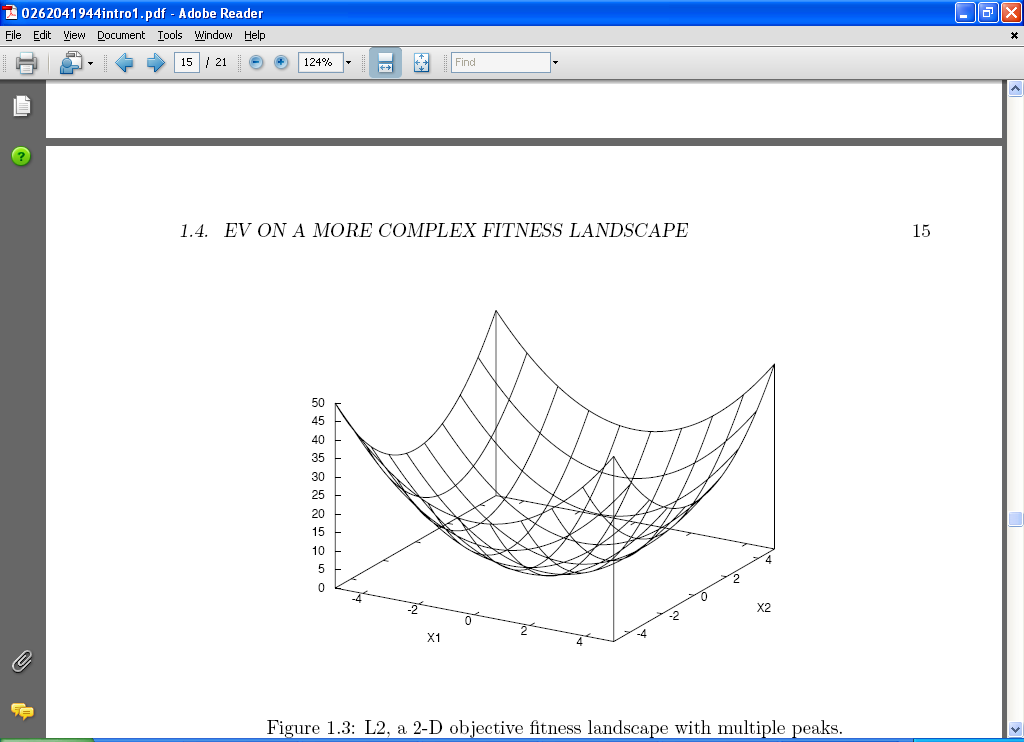 0262041944intro1.pdf - Adobe Reader
File Edit View Document Tools Window Help
15 / 21 124% Find
1.4. EV ON A MORE COMPLEX FITNESS LANDSCAPE 15
50
45
40
35
30
25
20
15
10
5
0
-4 -2 0 2 4
X1
-4 -2 0 2 4
X2
Figure 1.3: L2, a 2-D objective fitness landscape with multiple peaks.